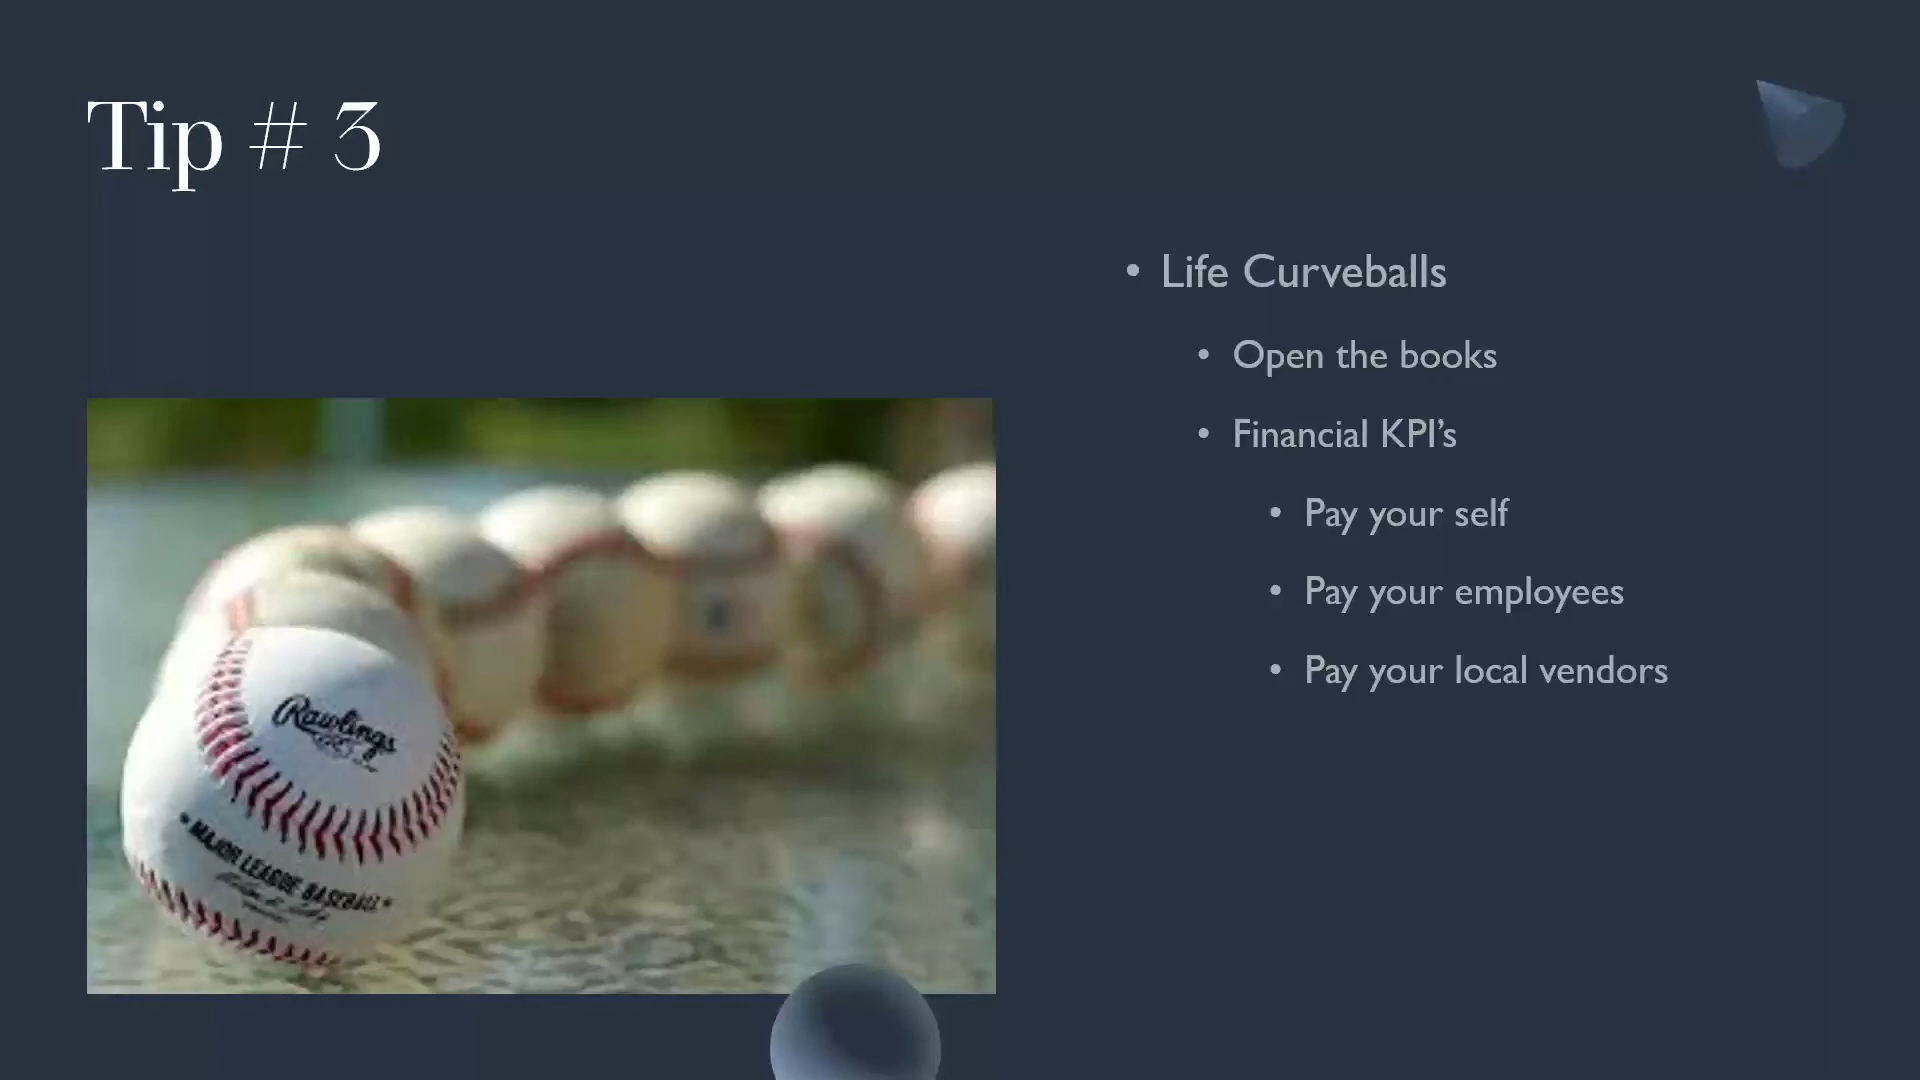 Tip # 3
• Life Curveballs
• Open the books
• Financial KPI’s
• Pay your self
• Pay your employees
• Pay your local vendors
Rawlings
MAJOR LEAGUE BASEBALL